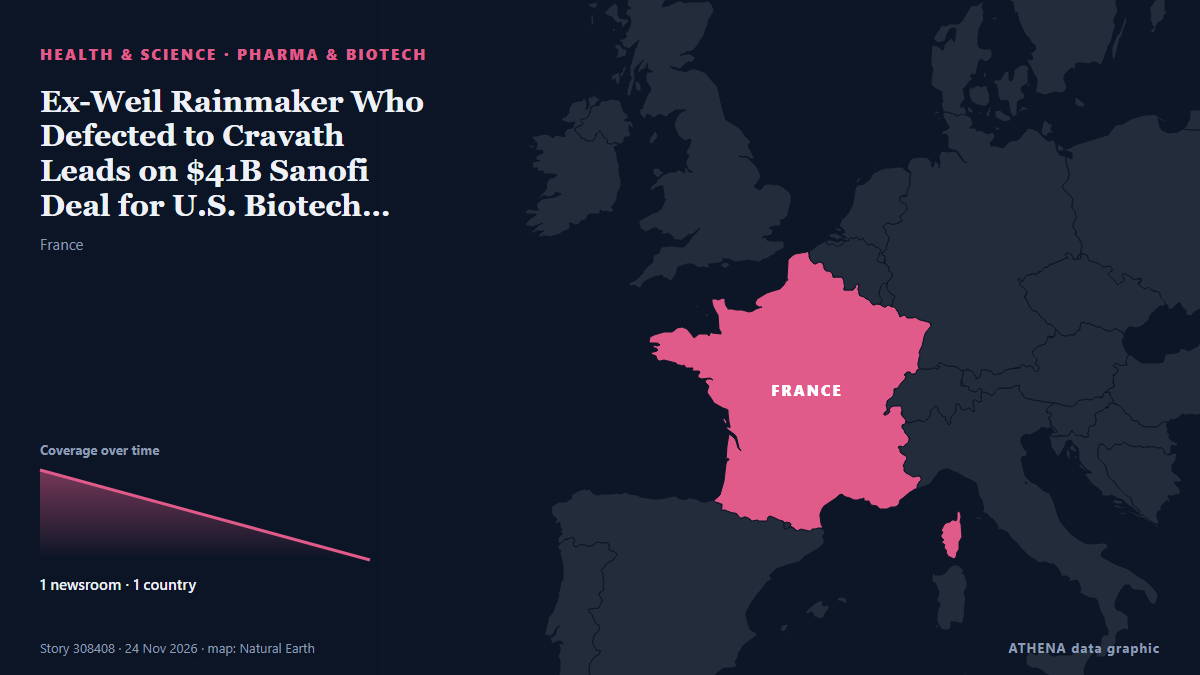 HEALTH & SCIENCE · PHARMA & BIOTECH
Ex-Weil Rainmaker Who
Defected to Cravath
Leads on $41B Sanofi
Deal for U.S. Biotech...
France
FRANCE
Coverage over time
1 newsroom · 1 country
Story 308408 · 24 Nov 2026 · map: Natural Earth
ATHENA data graphic